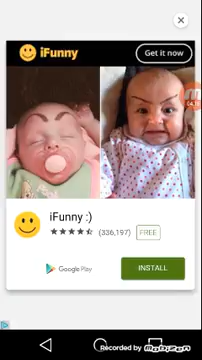 iFunny
Get it now
iFunny :)
(336,197)
FREE
Google Play
INSTALL
Recorded by